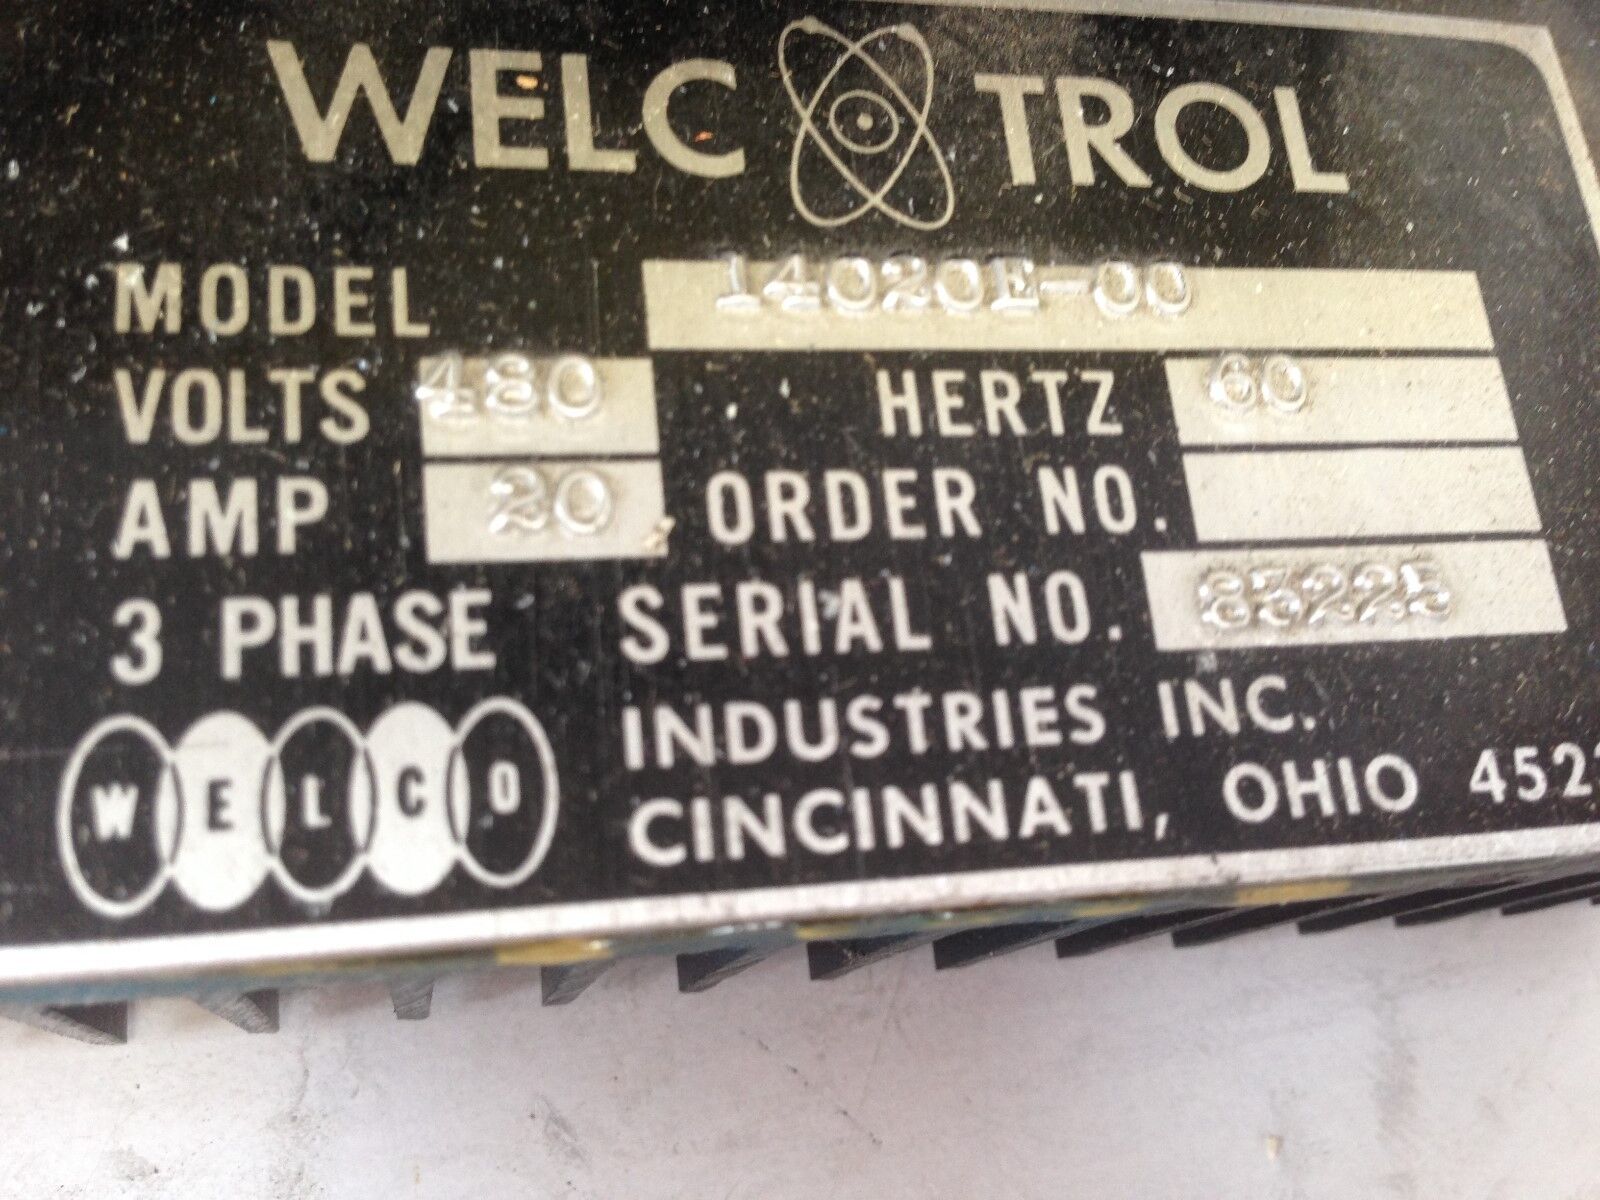 WELC TROL
MODEL 14020E-00
VOLTS 480 HERTZ 60
AMP 20 ORDER NO.
3 PHASE SERIAL NO. 83225
WELCO INDUSTRIES INC.
CINCINNATI, OHIO